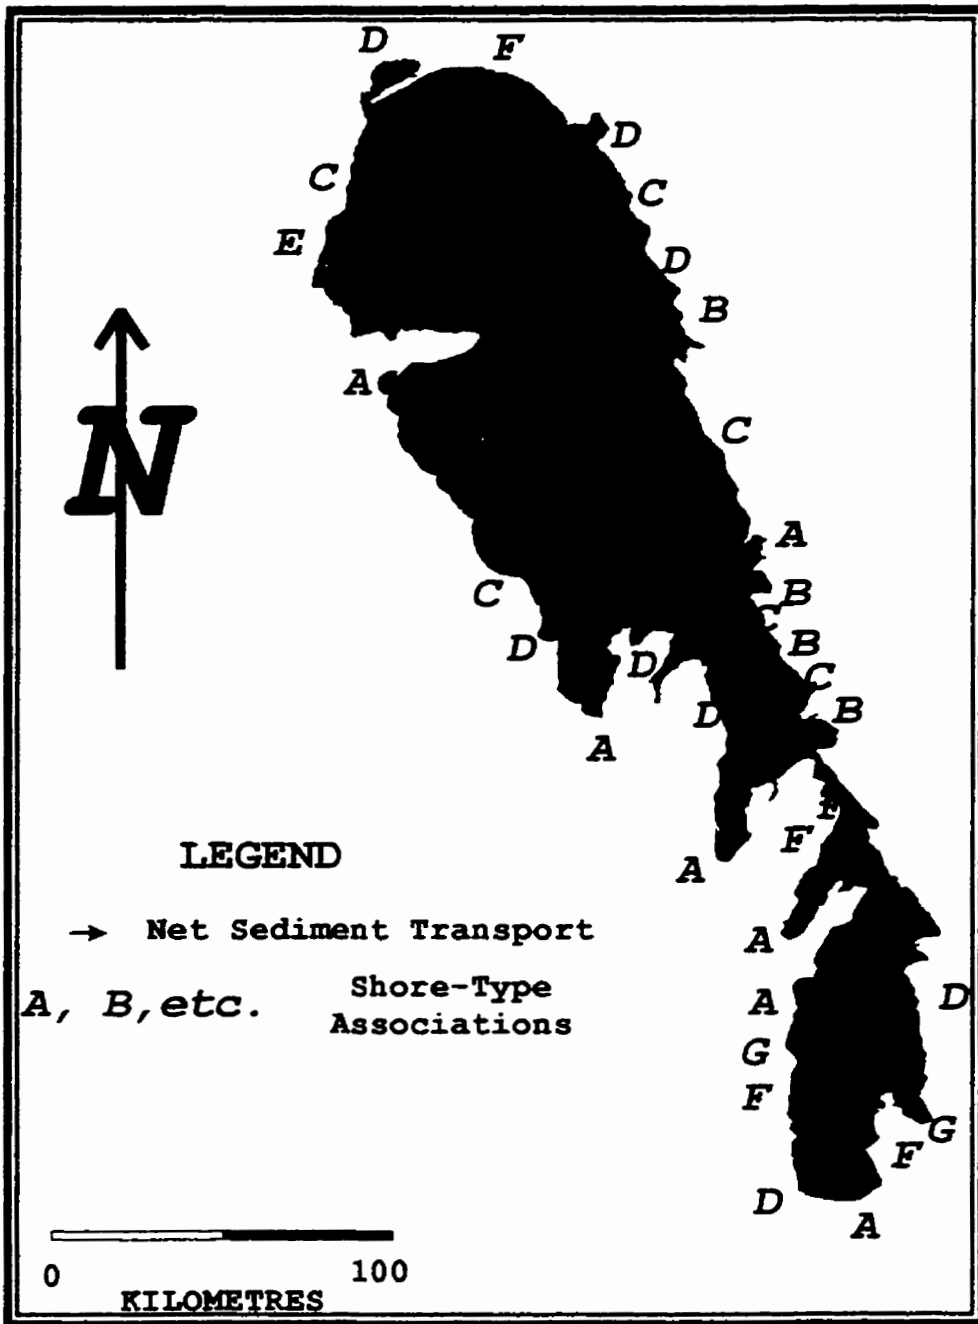 D
F
D
C
C
E
D
B
A
C
A
C
B
C
D
B
D
C
D
B
A
F
F
A
A
A
D
G
F
G
F
D
A
N
LEGEND
→ Net Sediment Transport
A, B,etc. Shore-Type
Associations
0 100
KILOMETRES